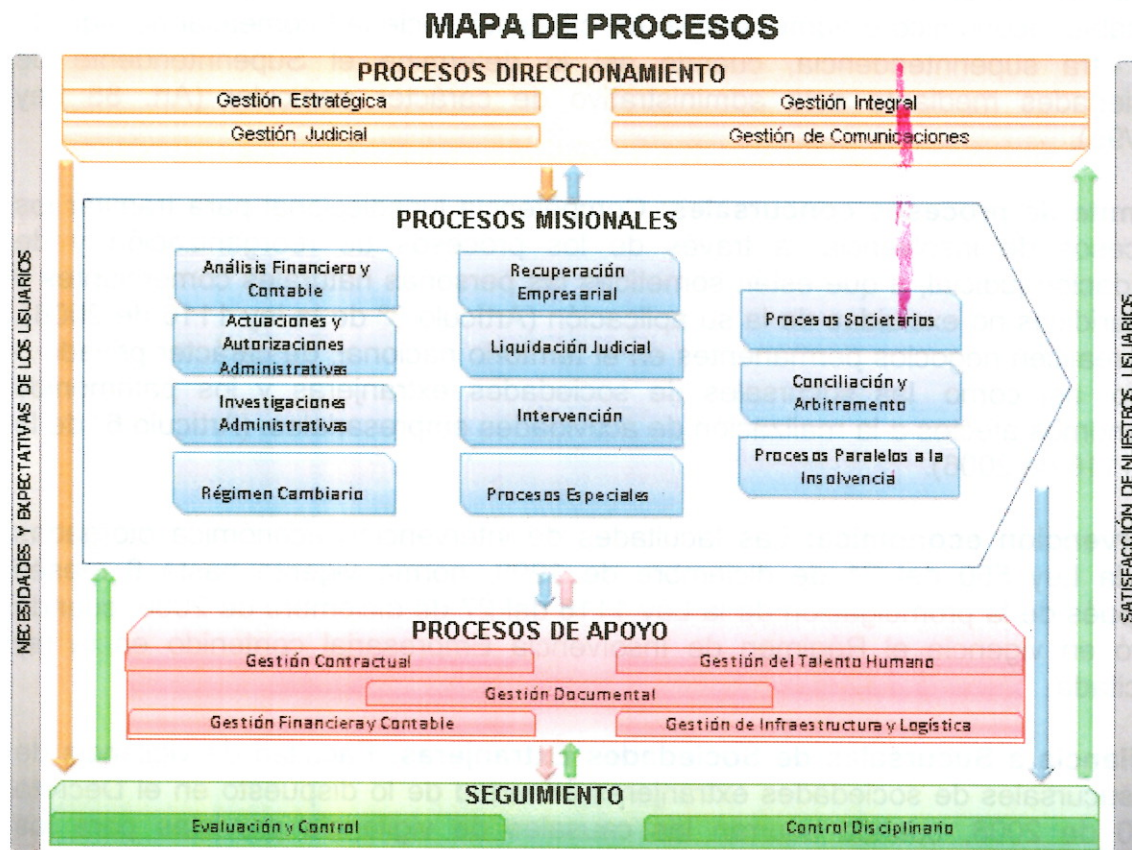 MAPA DE PROCESOS
NECESIDADES Y EXPECTATIVAS DE LOS USUARIOS
PROCESOS DIRECCIONAMIENTO
Gestión Estratégica
Gestión Integral
Gestión Judicial
Gestión de Comunicaciones
PROCESOS MISIONALES
Análisis Financiero y
Contable
Actuaciones y
Autorizaciones
Administrativas
Investigaciones
Administrativas
Régimen Cambiario
Recuperación
Empresarial
Liquidación Judicial
Intervención
Procesos Especiales
Procesos Societarios
Conciliación y
Arbitramento
Procesos Paralelos a la
Insolvencia
PROCESOS DE APOYO
Gestión Contractual
Gestión del Talento Humano
Gestión Documental
Gestión Financiera y Contable
Gestión de Infraestructura y Logística
SEGUIMIENTO
Evaluación y Control
Control Disciplinario
SATISFACCIÓN DE NUESTROS USUARIOS